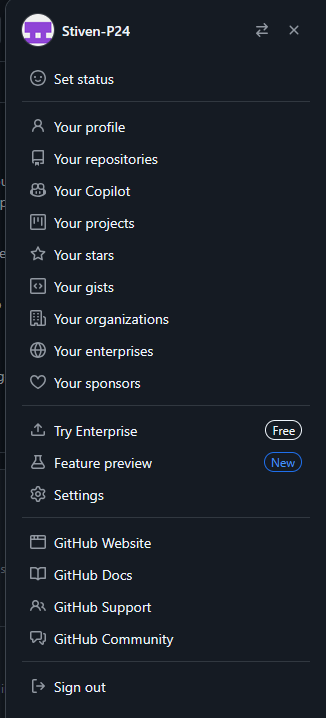 Stiven-P24
Set status
Your profile
Your repositories
Your Copilot
Your projects
Your stars
Your gists
Your organizations
Your enterprises
Your sponsors
Try Enterprise Free
Feature preview New
Settings
GitHub Website
GitHub Docs
GitHub Support
GitHub Community
Sign out